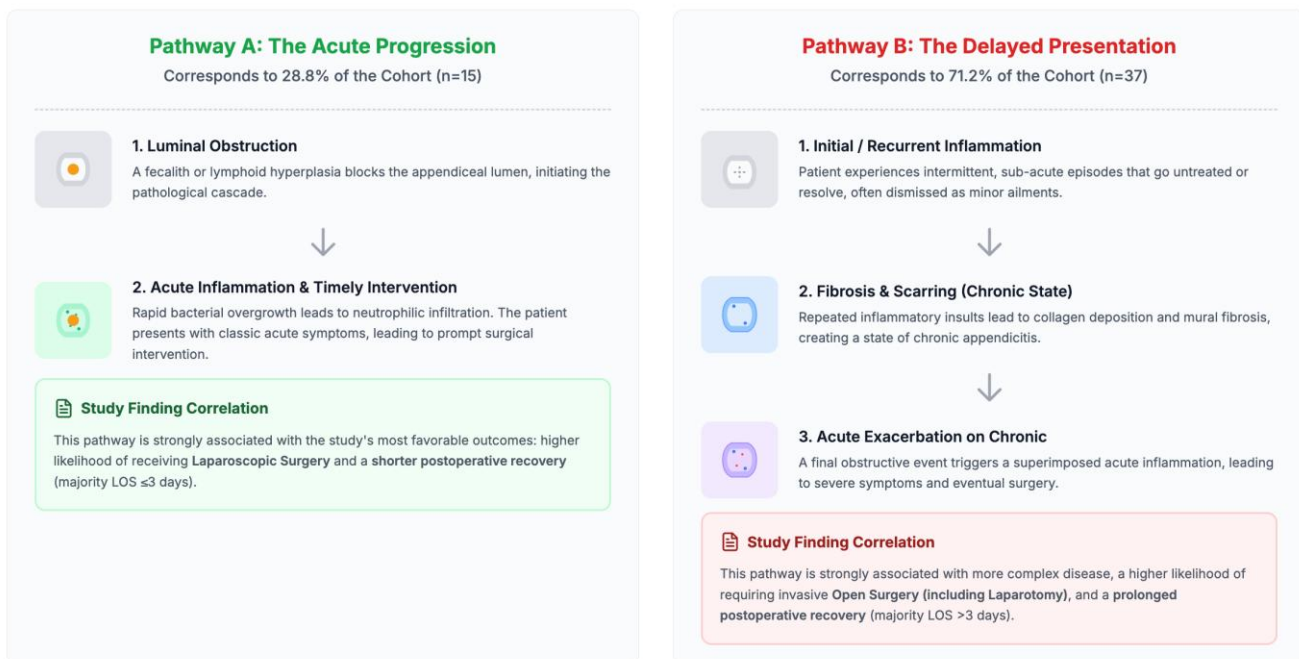 Pathway A: The Acute Progression
Corresponds to 28.8% of the Cohort (n=15)
1. Luminal Obstruction
A fecalith or lymphoid hyperplasia blocks the appendiceal lumen, initiating the
pathological cascade.
2. Acute Inflammation & Timely Intervention
Rapid bacterial overgrowth leads to neutrophilic infiltration. The patient
presents with classic acute symptoms, leading to prompt surgical
intervention.
Study Finding Correlation
This pathway is strongly associated with the study's most favorable outcomes: higher
likelihood of receiving Laparoscopic Surgery and a shorter postoperative recovery
(majority LOS ≤3 days).
Pathway B: The Delayed Presentation
Corresponds to 71.2% of the Cohort (n=37)
1. Initial / Recurrent Inflammation
Patient experiences intermittent, sub-acute episodes that go untreated or
resolve, often dismissed as minor ailments.
2. Fibrosis & Scarring (Chronic State)
Repeated inflammatory insults lead to collagen deposition and mural fibrosis,
creating a state of chronic appendicitis.
3. Acute Exacerbation on Chronic
A final obstructive event triggers a superimposed acute inflammation, leading
to severe symptoms and eventual surgery.
Study Finding Correlation
This pathway is strongly associated with more complex disease, a higher likelihood of
requiring invasive Open Surgery (including Laparotomy), and a prolonged
postoperative recovery (majority LOS >3 days).